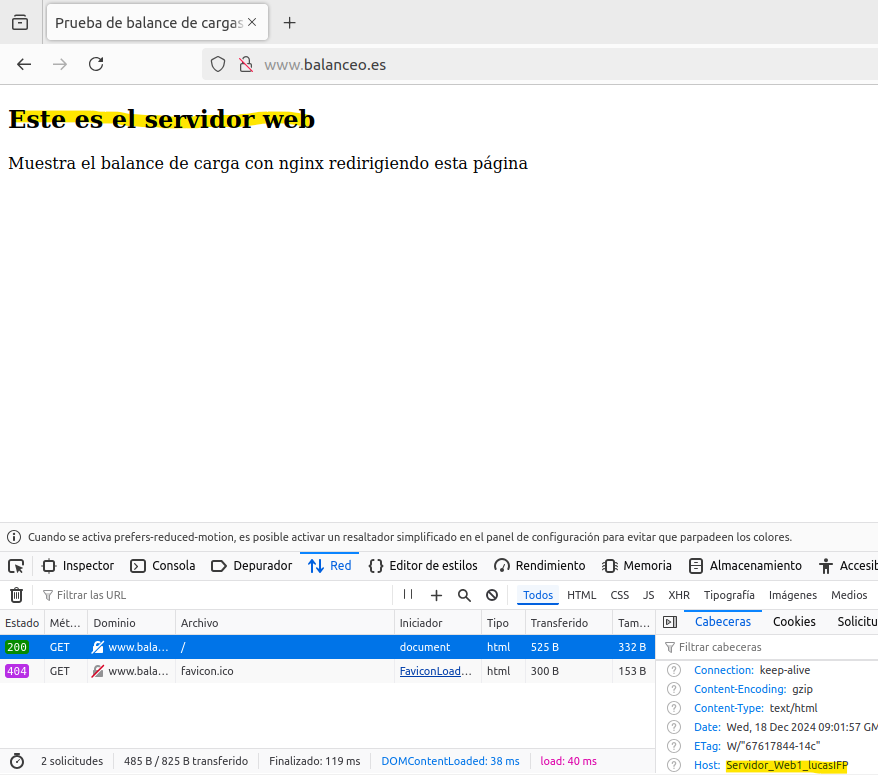 Prueba de balance de cargas
www.balanceo.es
Este es el servidor web
Muestra el balance de carga con nginx redirigiendo esta página
Cuando se activa prefers-reduced-motion, es posible activar un resaltador simplificado en el panel de configuración para evitar que parpadeen los colores.
Inspector Consola Depurador Red Editor de estilos Rendimiento Memoria Almacenamiento Accesib
Filtrar las URL Todos HTML CSS JS XHR Tipografía Imágenes Medios
Estado Mét... Dominio Archivo Iniciador Tipo Transferido Tam... Cabeceras Cookies Solicitu
200 GET www.bala... / document html 525 B 332 B Filtrar cabeceras
404 GET www.bala... favicon.ico FaviconLoad... html 300 B 153 B Connection: keep-alive
Content-Encoding: gzip
Content-Type: text/html
Date: Wed, 18 Dec 2024 09:01:57 GM
ETag: W/"67617844-14c"
2 solicitudes 485 B / 825 B transferido Finalizado: 119 ms DOMContentLoaded: 38 ms load: 40 ms Host: Servidor_Web1_lucasIFP